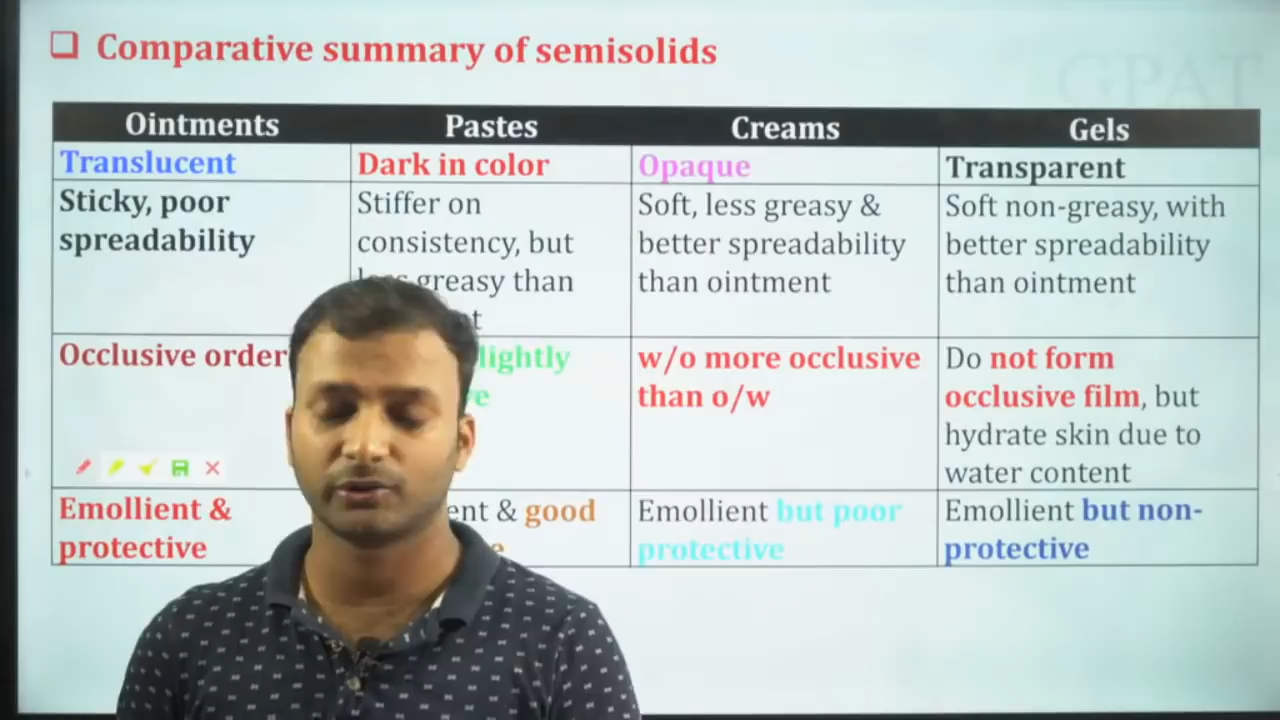 Comparative summary of semisolids
GPAT
Ointments
Pastes
Creams
Gels
Translucent
Dark in color
Opaque
Transparent
Sticky, poor
spreadability
Stiffer on
consistency, but
greasy than
Soft, less greasy &
better spreadability
than ointment
Soft non-greasy, with
better spreadability
than ointment
Occlusive order
w/o more occlusive
than o/w
Do not form
occlusive film, but
hydrate skin due to
water content
Emollient &
protective
& good
Emollient but poor
protective
Emollient but non-
protective